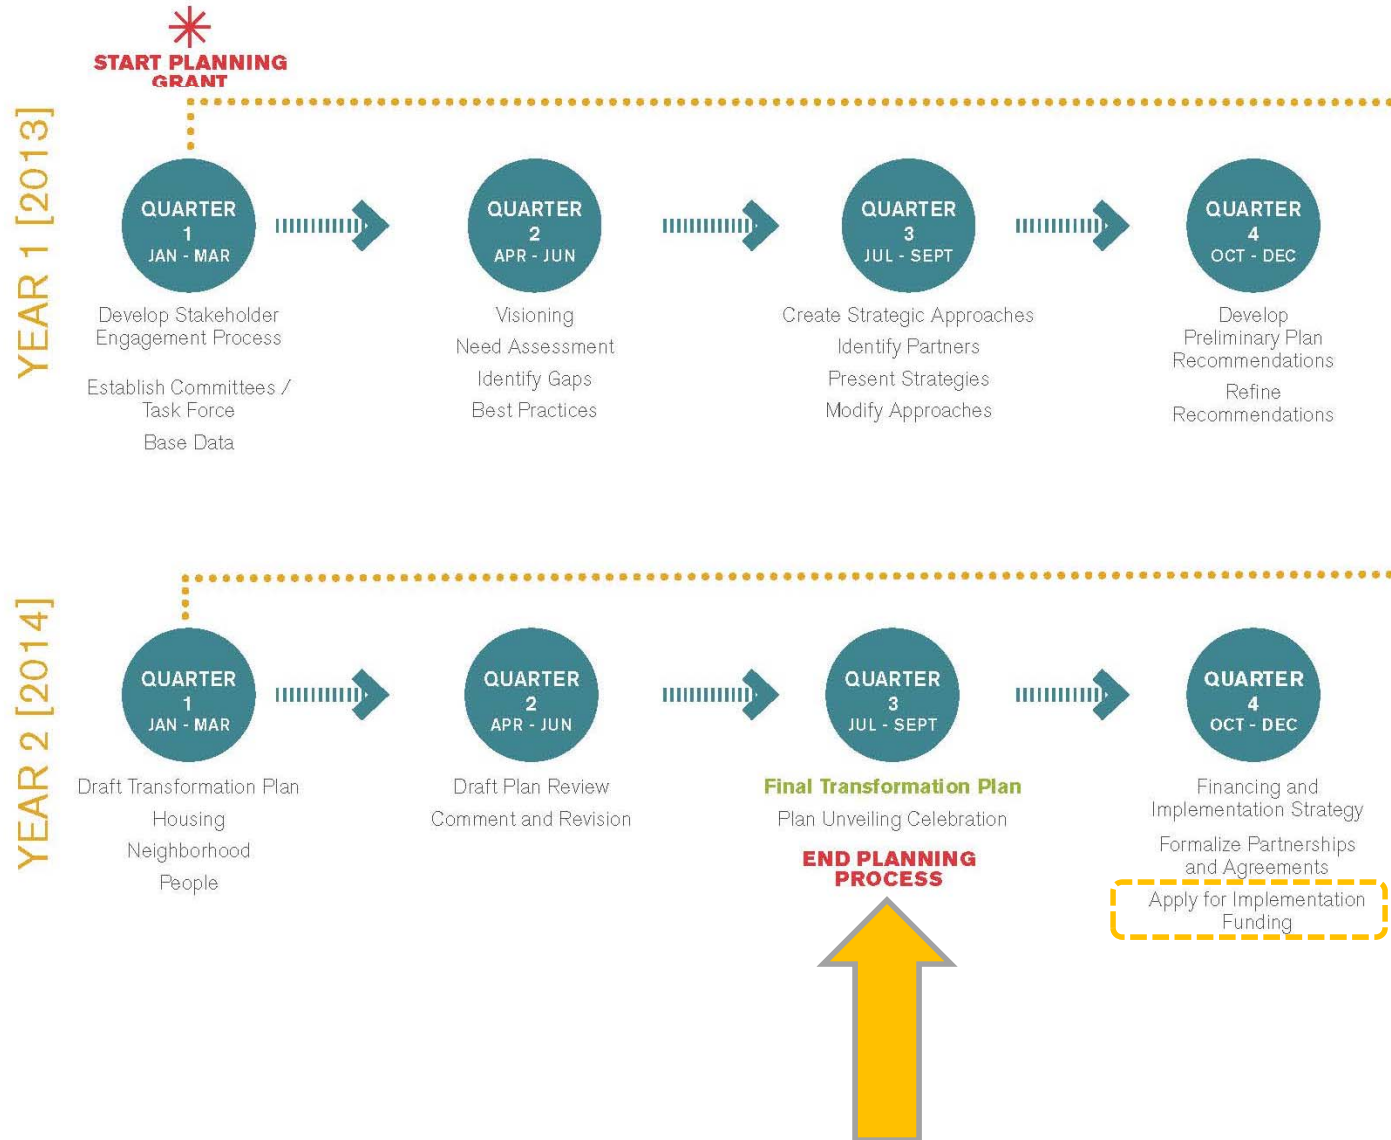 START PLANNING
GRANT
YEAR 1 [2013]
QUARTER
1
JAN - MAR
Develop Stakeholder
Engagement Process
Establish Committees /
Task Force
Base Data
QUARTER
2
APR - JUN
Visioning
Need Assessment
Identify Gaps
Best Practices
QUARTER
3
JUL - SEPT
Create Strategic Approaches
Identify Partners
Present Strategies
Modify Approaches
QUARTER
4
OCT - DEC
Develop
Preliminary Plan
Recommendations
Refine
Recommendations
YEAR 2 [2014]
QUARTER
1
JAN - MAR
Draft Transformation Plan
Housing
Neighborhood
People
QUARTER
2
APR - JUN
Draft Plan Review
Comment and Revision
QUARTER
3
JUL - SEPT
Final Transformation Plan
Plan Unveiling Celebration
END PLANNING
PROCESS
QUARTER
4
OCT - DEC
Financing and
Implementation Strategy
Formalize Partnerships
and Agreements
Apply for Implementation
Funding